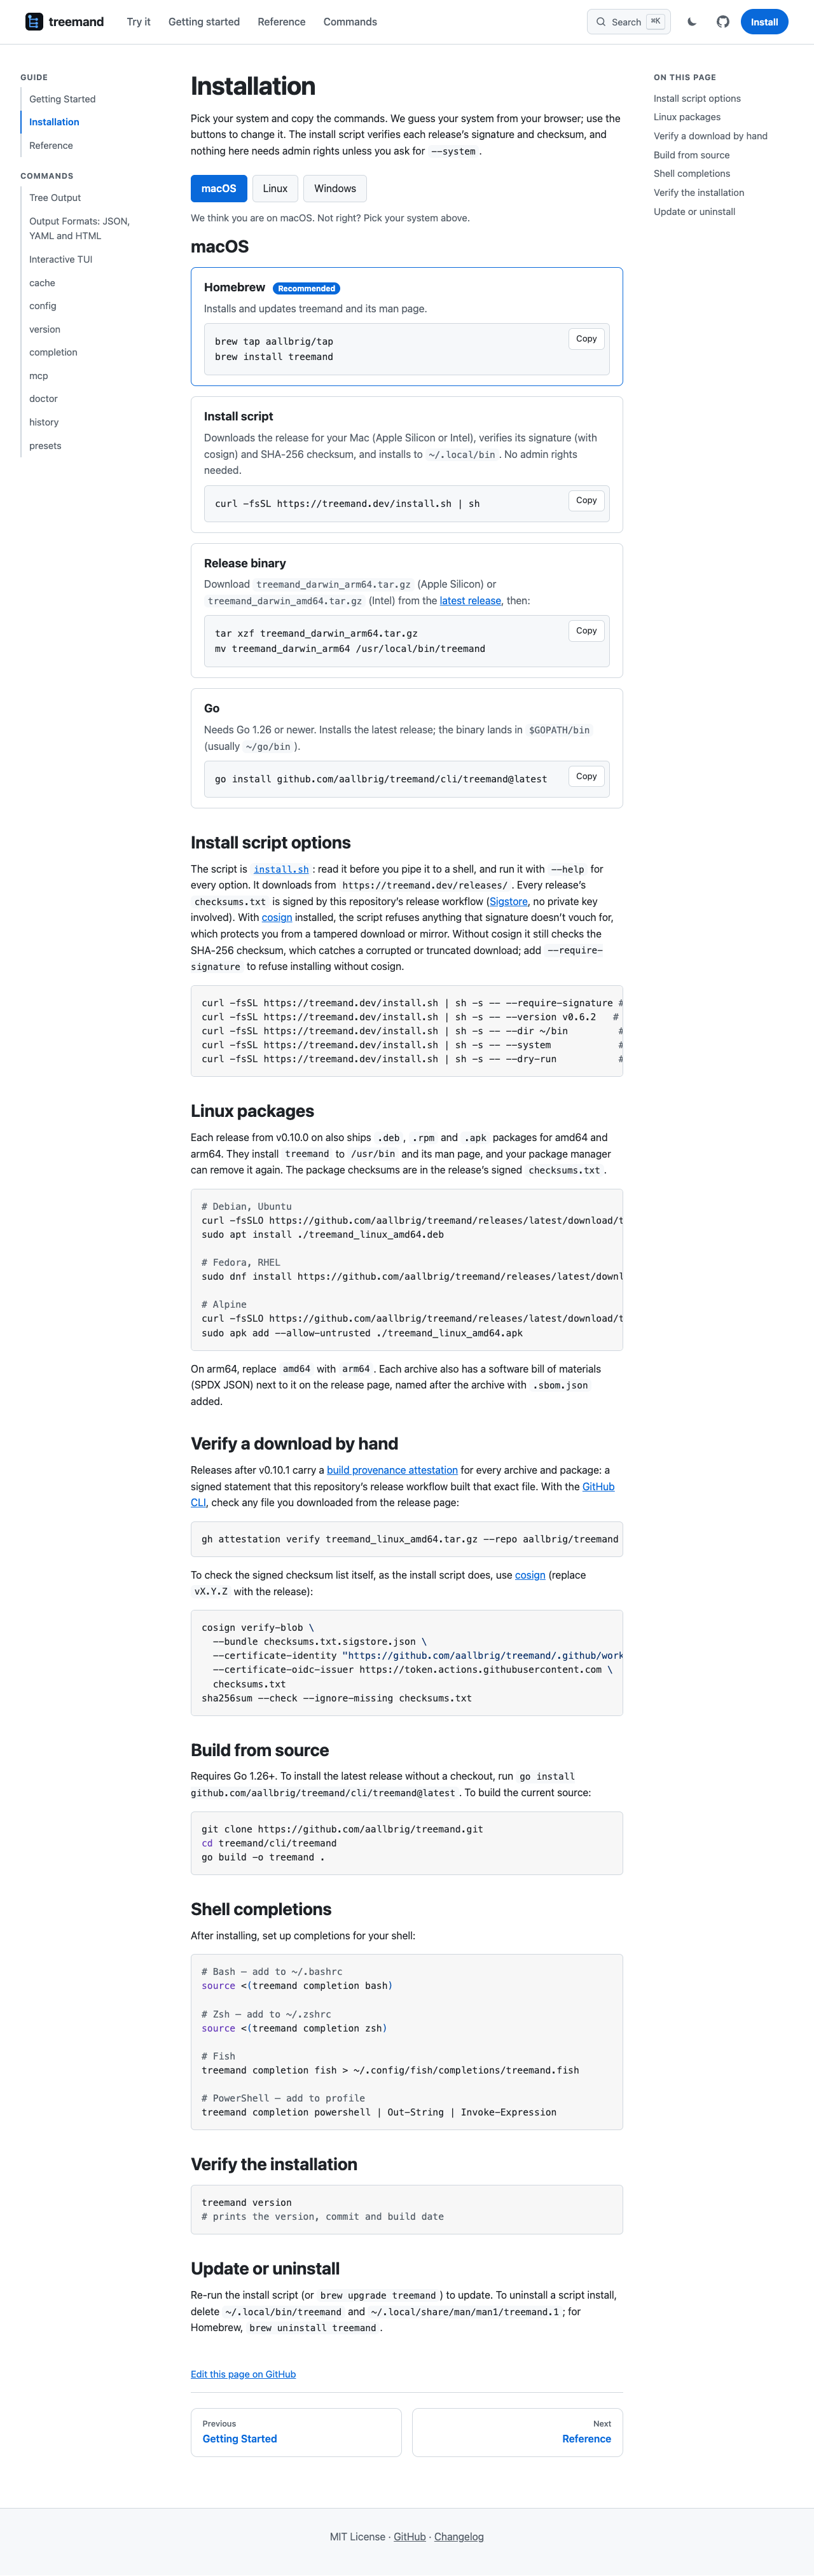 treemand
Try it
Getting started
Reference
Commands
Search ⌘K
Install
GUIDE
Getting Started
Installation
Reference
COMMANDS
Tree Output
Output Formats: JSON,
YAML and HTML
Interactive TUI
cache
config
version
completion
mcp
doctor
history
presets
Installation
Pick your system and copy the commands. We guess your system from your browser; use the
buttons to change it. The install script verifies each release's signature and checksum, and
nothing here needs admin rights unless you ask for --system.
macOS
Linux
Windows
We think you are on macOS. Not right? Pick your system above.
macOS
Homebrew Recommended
Installs and updates treemand and its man page.
Copy
brew tap aallbrig/tap
brew install treemand
Install script
Downloads the release for your Mac (Apple Silicon or Intel), verifies its signature (with
cosign) and SHA-256 checksum, and installs to ~/.local/bin. No admin rights
needed.
Copy
curl -fsSL https://treemand.dev/install.sh | sh
Release binary
Download treemand_darwin_arm64.tar.gz (Apple Silicon) or
treemand_darwin_amd64.tar.gz (Intel) from the latest release, then:
Copy
tar xzf treemand_darwin_arm64.tar.gz
mv treemand_darwin_arm64 /usr/local/bin/treemand
Go
Needs Go 1.26 or newer. Installs the latest release; the binary lands in $GOPATH/bin
(usually ~/go/bin).
Copy
go install github.com/aallbrig/treemand/cli/treemand@latest
Install script options
The script is install.sh: read it before you pipe it to a shell, and run it with --help for
every option. It downloads from https://treemand.dev/releases/. Every release's
checksums.txt is signed by this repository's release workflow (Sigstore, no private key
involved). With cosign installed, the script refuses anything that signature doesn't vouch for,
which protects you from a tampered download or mirror. Without cosign it still checks the
SHA-256 checksum, which catches a corrupted or truncated download; add --require-
signature to refuse installing without cosign.
curl -fsSL https://treemand.dev/install.sh | sh -s -- --require-signature #
curl -fsSL https://treemand.dev/install.sh | sh -s -- --version v0.6.2 #
curl -fsSL https://treemand.dev/install.sh | sh -s -- --dir ~/bin #
curl -fsSL https://treemand.dev/install.sh | sh -s -- --system #
curl -fsSL https://treemand.dev/install.sh | sh -s -- --dry-run #
Linux packages
Each release from v0.10.0 on also ships .deb, .rpm and .apk packages for amd64 and
arm64. They install treemand to /usr/bin and its man page, and your package manager
can remove it again. The package checksums are in the release's signed checksums.txt.
# Debian, Ubuntu
curl -fsSLO https://github.com/aallbrig/treemand/releases/latest/download/t
sudo apt install ./treemand_linux_amd64.deb
# Fedora, RHEL
sudo dnf install https://github.com/aallbrig/treemand/releases/latest/downl
# Alpine
curl -fsSLO https://github.com/aallbrig/treemand/releases/latest/download/t
sudo apk add --allow-untrusted ./treemand_linux_amd64.apk
On arm64, replace amd64 with arm64. Each archive also has a software bill of materials
(SPDX JSON) next to it on the release page, named after the archive with .sbom.json
added.
Verify a download by hand
Releases after v0.10.1 carry a build provenance attestation for every archive and package: a
signed statement that this repository's release workflow built that exact file. With the GitHub
CLI, check any file you downloaded from the release page:
gh attestation verify treemand_linux_amd64.tar.gz --repo aallbrig/treemand
To check the signed checksum list itself, as the install script does, use cosign (replace
vX.Y.Z with the release):
cosign verify-blob \
--bundle checksums.txt.sigstore.json \
--certificate-identity "https://github.com/aallbrig/treemand/.github/work
--certificate-oidc-issuer https://token.actions.githubusercontent.com \
checksums.txt
sha256sum --check --ignore-missing checksums.txt
Build from source
Requires Go 1.26+. To install the latest release without a checkout, run go install
github.com/aallbrig/treemand/cli/treemand@latest. To build the current source:
git clone https://github.com/aallbrig/treemand.git
cd treemand/cli/treemand
go build -o treemand .
Shell completions
After installing, set up completions for your shell:
# Bash — add to ~/.bashrc
source <(treemand completion bash)
# Zsh — add to ~/.zshrc
source <(treemand completion zsh)
# Fish
treemand completion fish > ~/.config/fish/completions/treemand.fish
# PowerShell — add to profile
treemand completion powershell | Out-String | Invoke-Expression
Verify the installation
treemand version
# prints the version, commit and build date
Update or uninstall
Re-run the install script (or brew upgrade treemand) to update. To uninstall a script install,
delete ~/.local/bin/treemand and ~/.local/share/man/man1/treemand.1; for
Homebrew, brew uninstall treemand.
Edit this page on GitHub
Previous
Getting Started
Next
Reference
ON THIS PAGE
Install script options
Linux packages
Verify a download by hand
Build from source
Shell completions
Verify the installation
Update or uninstall
MIT License · GitHub · Changelog